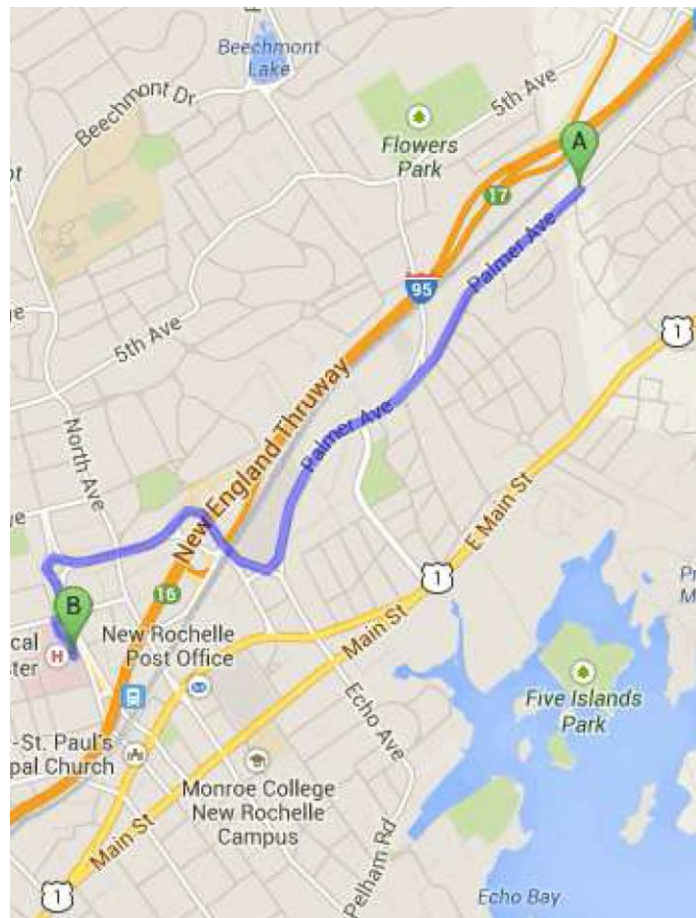 Beechmont
Lake
Beechmont Dr
5th Ave
Flowers
Park
A
17
Palmer Ave
95
1
5th Ave
New England Thruway
North Ave
Palmer Ave
E Main St
1
16
B
H
New Rochelle
Post Office
Main St
Echo Ave
Five Islands
Park
-St. Paul's
pal Church
Monroe College
New Rochelle
Campus
Main St
Pelham Rd
1
Echo Bay